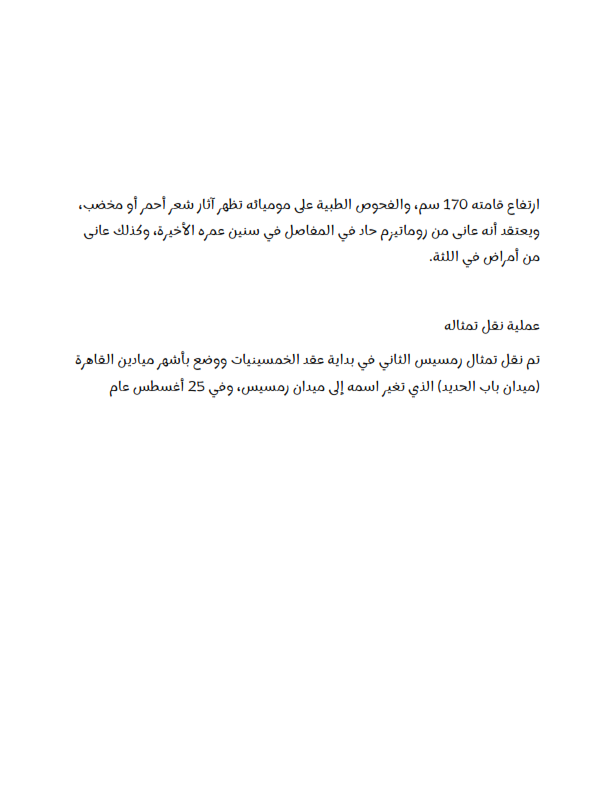 ارتفاع قامته 170 سم، والفحوص الطبية على موميائه تظهر آثار شعر أحمر أو مخضب،
ويعتقد أنه عانى من روماتيزم حاد في المفاصل في سنين عمره الأخيرة، وكذلك عانى
من أمراض في اللثة.
عملية نقل تمثاله
تم نقل تمثال رمسيس الثاني في بداية عقد الخمسينيات ووضع بأشهر ميادين القاهرة
(ميدان باب الحديد) الذي تغير اسمه إلى ميدان رمسيس، وفي 25 أغسطس عام